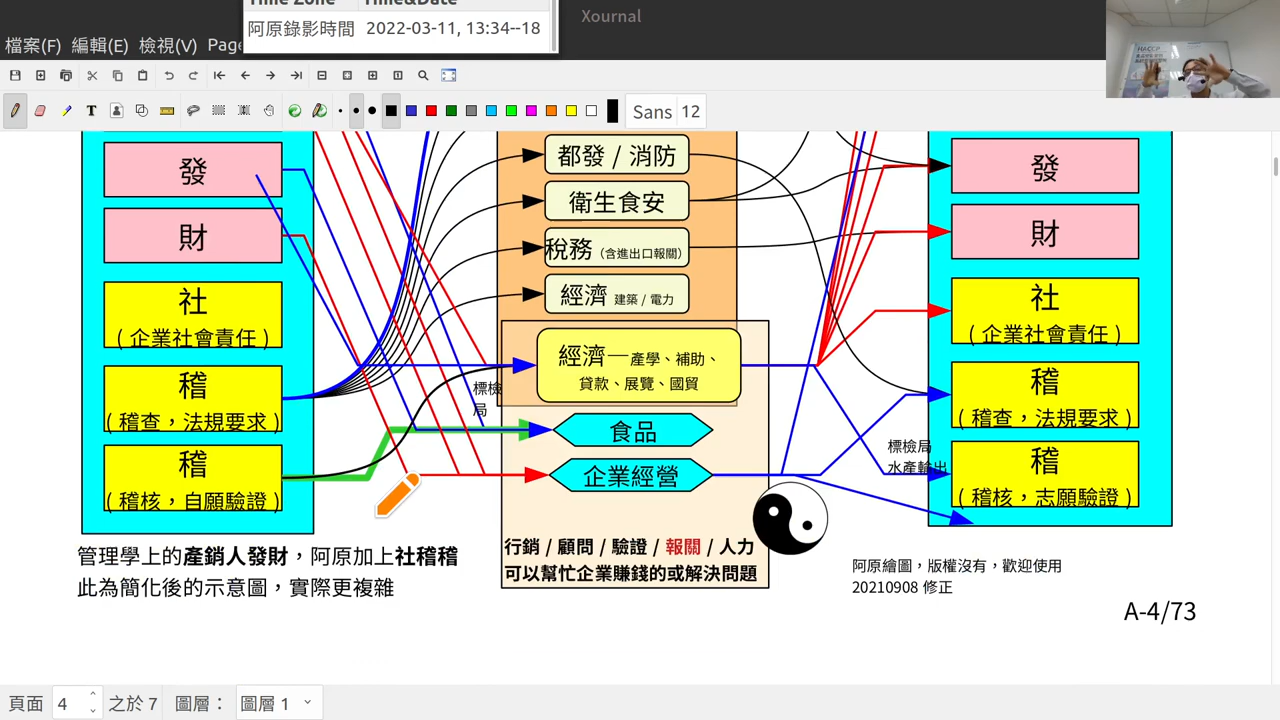 Xournal
Time Zone Time&Date
阿原錄影時間 2022-03-11, 13:34--18
檔案(F) 編輯(E) 檢視(V) Pag
HACCP
Sans 12
發
財
社
( 企業社會責任 )
稽
( 稽查，法規要求 )
稽
( 稽核，自願驗證 )
都發 / 消防
衛生食安
稅務（含進出口報關）
經濟 建築 / 電力
經濟—產學、補助、
貸款、展覽、國貿
標檢
局
食品
企業經營
行銷 / 顧問 / 驗證 / 報關 / 人力
可以幫忙企業賺錢的或解決問題
發
財
社
( 企業社會責任 )
稽
( 稽查，法規要求 )
標檢局
水產輸出
稽
( 稽核，志願驗證 )
管理學上的產銷人發財，阿原加上社稽稽
此為簡化後的示意圖，實際更複雜
阿原繪圖，版權沒有，歡迎使用
20210908 修正
A-4/73
頁面 4 之於 7 圖層： 圖層 1